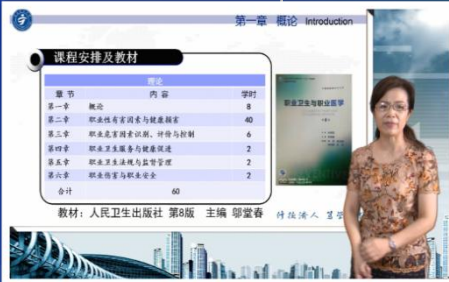 第一章 概论 Introduction
课程安排及教材
理论
章 节 内 容 学时
第一章 概论 8
第二章 职业性有害因素与健康损害 40
第三章 职业危害因素识别、评价与控制 6
第四章 职业卫生服务与健康促进 2
第五章 职业卫生法规与监督管理 2
第六章 职业伤害与职业安全 2
合计 60
职业卫生与职业医学
教材：人民卫生出版社 第8版 主编 邬堂春